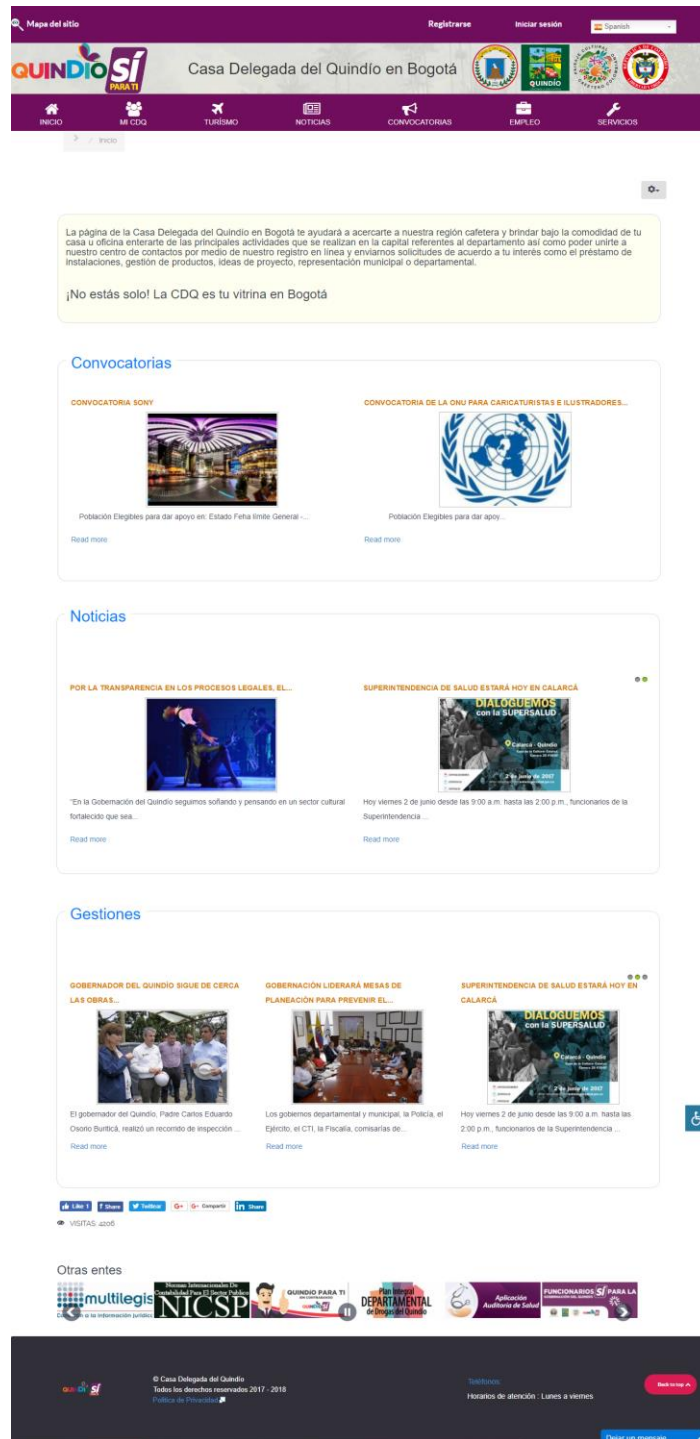 Mapa del sitio
Registrarse
Iniciar sesión
Spanish
QUINDÍO SÍ
PARA TI
Casa Delegada del Quindío en Bogotá
QUINDÍO
INICIO
MI CDQ
TURÍSMO
NOTICIAS
CONVOCATORIAS
EMPLEO
SERVICIOS
> / Inicio
La página de la Casa Delegada del Quindío en Bogotá te ayudará a acercarte a nuestra región cafetera y brindar bajo la comodidad de tu
casa u oficina enterarte de las principales actividades que se realizan en la capital referentes al departamento así como poder unirte a
nuestro centro de contactos por medio de nuestro registro en línea y enviarnos solicitudes de acuerdo a tu interés como el préstamo de
instalaciones, gestión de productos, ideas de proyecto, representación municipal o departamental.
¡No estás solo! La CDQ es tu vitrina en Bogotá
Convocatorias
CONVOCATORIA SONY
CONVOCATORIA DE LA ONU PARA CARICATURISTAS E ILUSTRADORES...
Población Elegibles para dar apoyo en: Estado Feha límite General -...
Población Elegibles para dar apoy...
Read more
Read more
Noticias
POR LA TRANSPARENCIA EN LOS PROCESOS LEGALES, EL...
SUPERINTENDENCIA DE SALUD ESTARÁ HOY EN CALARCÁ
DIALOGUEMOS
con la SUPERSALUD
Calarcá - Quindío
2 de junio de 2017
"En la Gobernación del Quindío seguimos soñando y pensando en un sector cultural
fortalecido que sea...
Hoy viernes 2 de junio desde las 9:00 a.m. hasta las 2:00 p.m., funcionarios de la
Superintendencia ...
Read more
Read more
Gestiones
GOBERNADOR DEL QUINDÍO SIGUE DE CERCA
LAS OBRAS...
GOBERNACIÓN LIDERARÁ MESAS DE
PLANEACIÓN PARA PREVENIR EL...
SUPERINTENDENCIA DE SALUD ESTARÁ HOY EN
CALARCÁ
DIALOGUEMOS
con la SUPERSALUD
Calarcá - Quindío
2 de junio de 2017
El gobernador del Quindío, Padre Carlos Eduardo
Osorio Buriticá, realizó un recorrido de inspección ...
Los gobiernos departamental y municipal, la Policía, el
Ejército, el CTI, la Fiscalía, comisarías de...
Hoy viernes 2 de junio desde las 9:00 a.m. hasta las
2:00 p.m., funcionarios de la Superintendencia ...
Read more
Read more
Read more
Like 1
Share
Twittear
G+
G+ Compartir
in Share
VISITAS: 4206
Otras entes
multilegis
Normas Internacionales De
Contabilidad Para El Sector Publico
NICSP
QUINDIO PARA TI
Plan Integral
DEPARTAMENTAL
de Drogas del Quindío
Aplicación
Auditoría de Salud
FUNCIONARIOS SÍ PARA LA
© Casa Delegada del Quindío
Todos los derechos reservados 2017 - 2018
Política de Privacidad
Teléfonos:
Horarios de atención : Lunes a viernes
Back to top
Dejar un mensaje